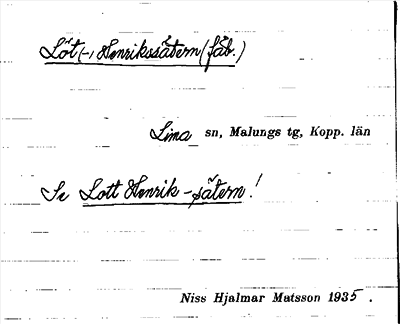 Löt(-, Henrikssätern (fäb.)
Lima sn, Malungs tg, Kopp. län
Se Lott Henrik-sätern!
Niss Hjalmar Matsson 1935.